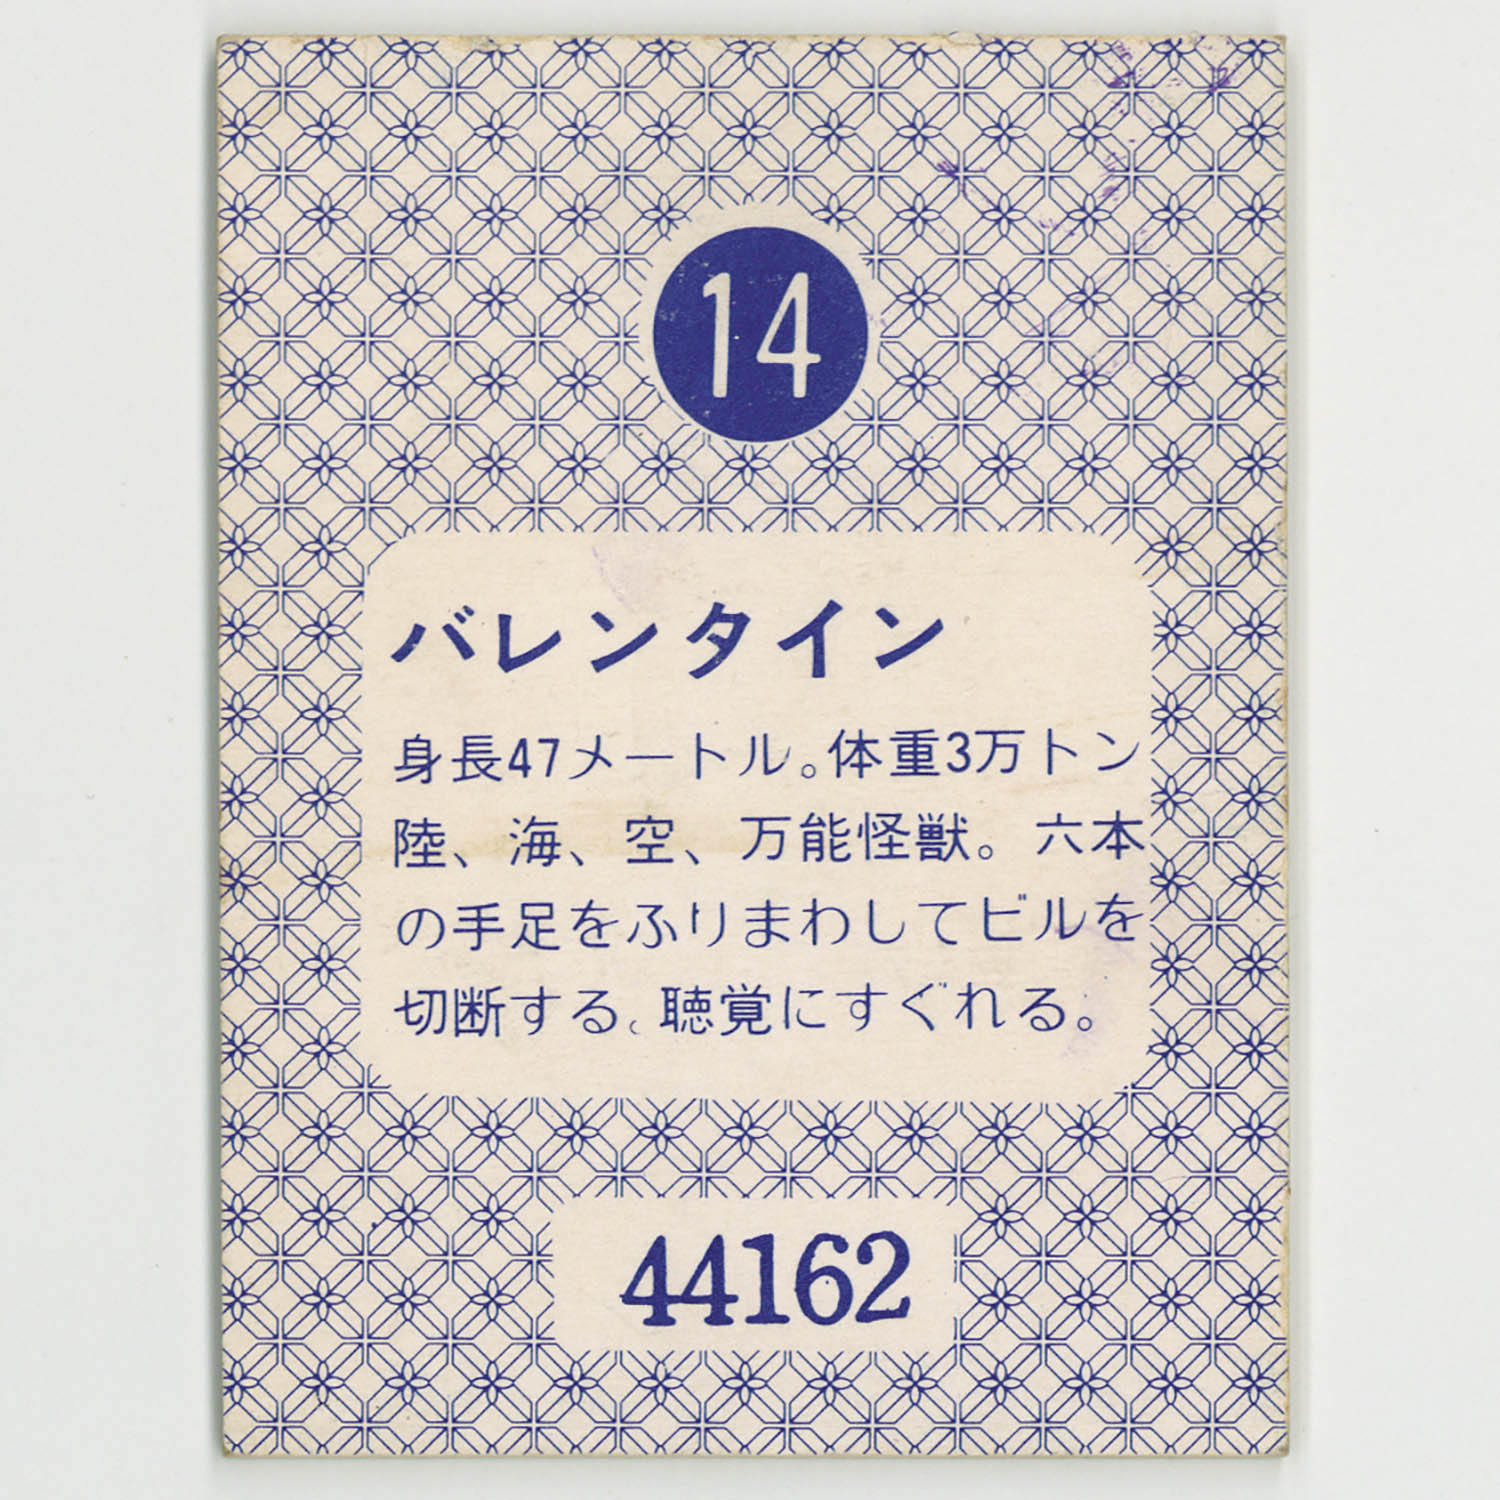 14
バレンタイン
身長47メートル。体重3万トン
陸、海、空、万能怪獣。六本
の手足をふりまわしてビルを
切断する、聴覚にすぐれる。
44162